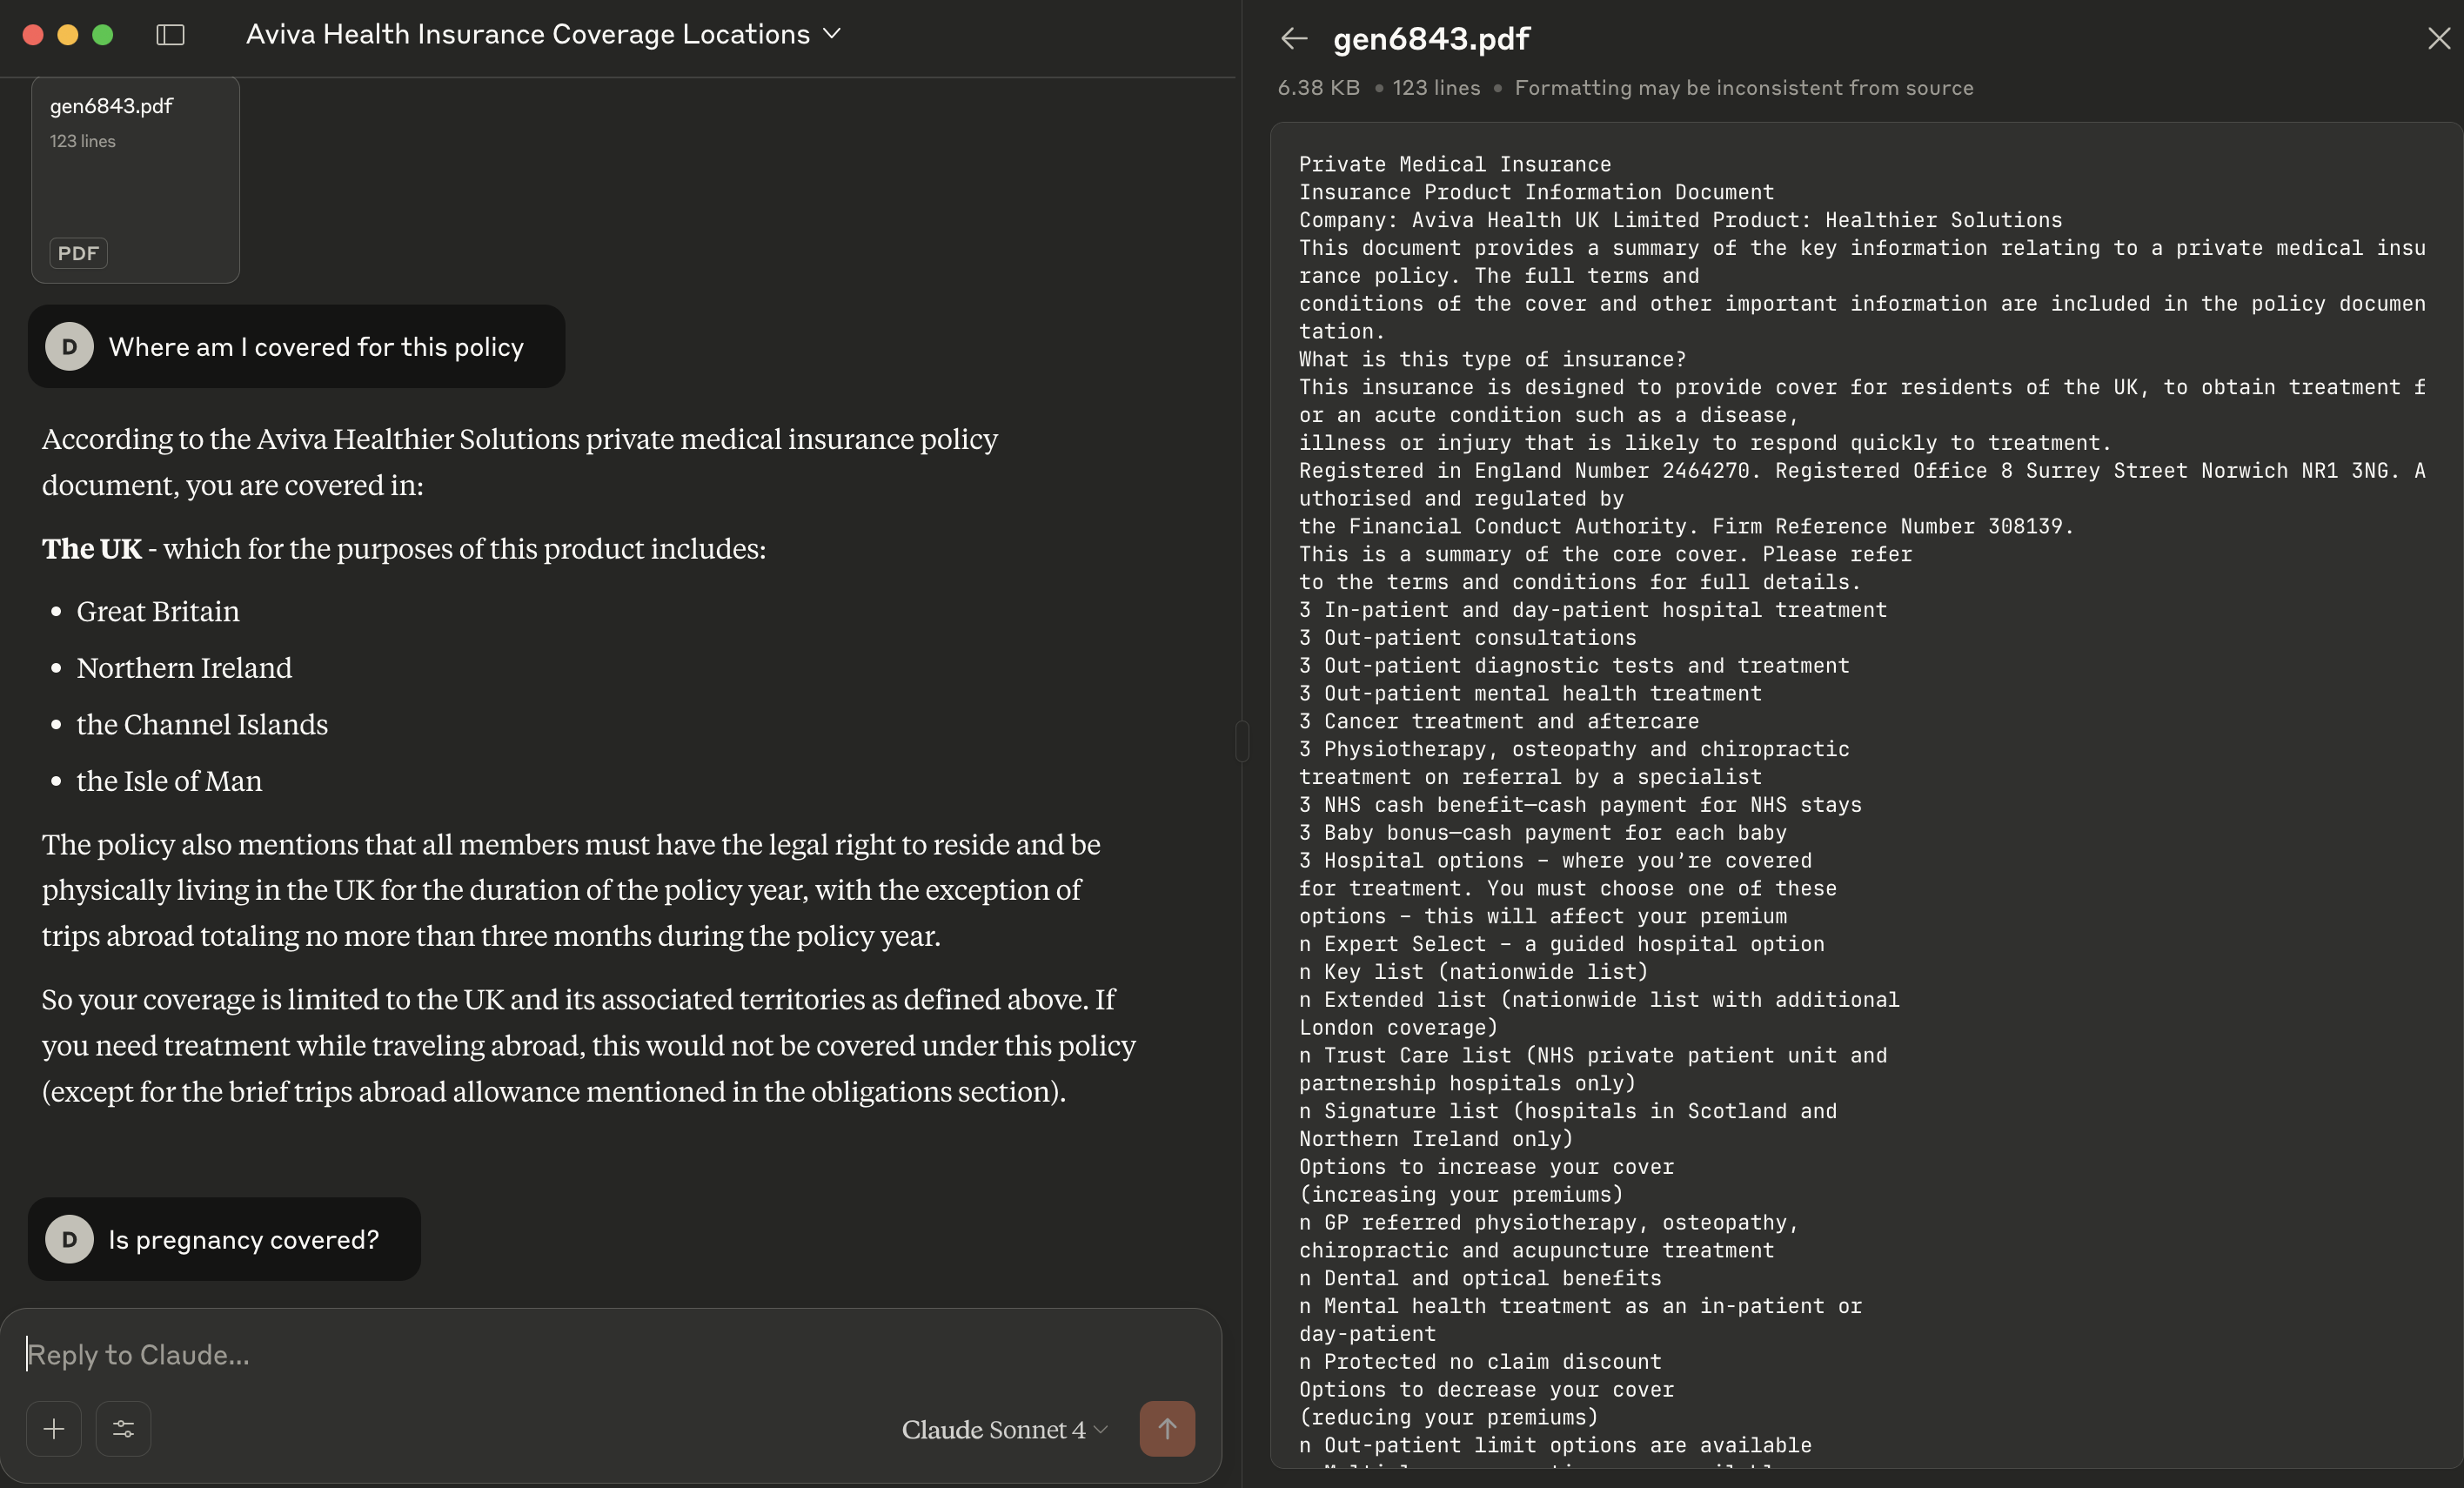 Aviva Health Insurance Coverage Locations
gen6843.pdf
123 lines
PDF
D Where am I covered for this policy
According to the Aviva Healthier Solutions private medical insurance policy
document, you are covered in:
The UK - which for the purposes of this product includes:
• Great Britain
• Northern Ireland
• the Channel Islands
• the Isle of Man
The policy also mentions that all members must have the legal right to reside and be
physically living in the UK for the duration of the policy year, with the exception of
trips abroad totaling no more than three months during the policy year.
So your coverage is limited to the UK and its associated territories as defined above. If
you need treatment while traveling abroad, this would not be covered under this policy
(except for the brief trips abroad allowance mentioned in the obligations section).
D Is pregnancy covered?
Reply to Claude...
Claude Sonnet 4
gen6843.pdf
6.38 KB • 123 lines • Formatting may be inconsistent from source
Private Medical Insurance
Insurance Product Information Document
Company: Aviva Health UK Limited Product: Healthier Solutions
This document provides a summary of the key information relating to a private medical insu
rance policy. The full terms and
conditions of the cover and other important information are included in the policy documen
tation.
What is this type of insurance?
This insurance is designed to provide cover for residents of the UK, to obtain treatment f
or an acute condition such as a disease,
illness or injury that is likely to respond quickly to treatment.
Registered in England Number 2464270. Registered Office 8 Surrey Street Norwich NR1 3NG. A
uthorised and regulated by
the Financial Conduct Authority. Firm Reference Number 308139.
This is a summary of the core cover. Please refer
to the terms and conditions for full details.
3 In-patient and day-patient hospital treatment
3 Out-patient consultations
3 Out-patient diagnostic tests and treatment
3 Out-patient mental health treatment
3 Cancer treatment and aftercare
3 Physiotherapy, osteopathy and chiropractic
treatment on referral by a specialist
3 NHS cash benefit—cash payment for NHS stays
3 Baby bonus—cash payment for each baby
3 Hospital options – where you’re covered
for treatment. You must choose one of these
options – this will affect your premium
n Expert Select – a guided hospital option
n Key list (nationwide list)
n Extended list (nationwide list with additional
London coverage)
n Trust Care list (NHS private patient unit and
partnership hospitals only)
n Signature list (hospitals in Scotland and
Northern Ireland only)
Options to increase your cover
(increasing your premiums)
n GP referred physiotherapy, osteopathy,
chiropractic and acupuncture treatment
n Dental and optical benefits
n Mental health treatment as an in-patient or
day-patient
n Protected no claim discount
Options to decrease your cover
(reducing your premiums)
n Out-patient limit options are available